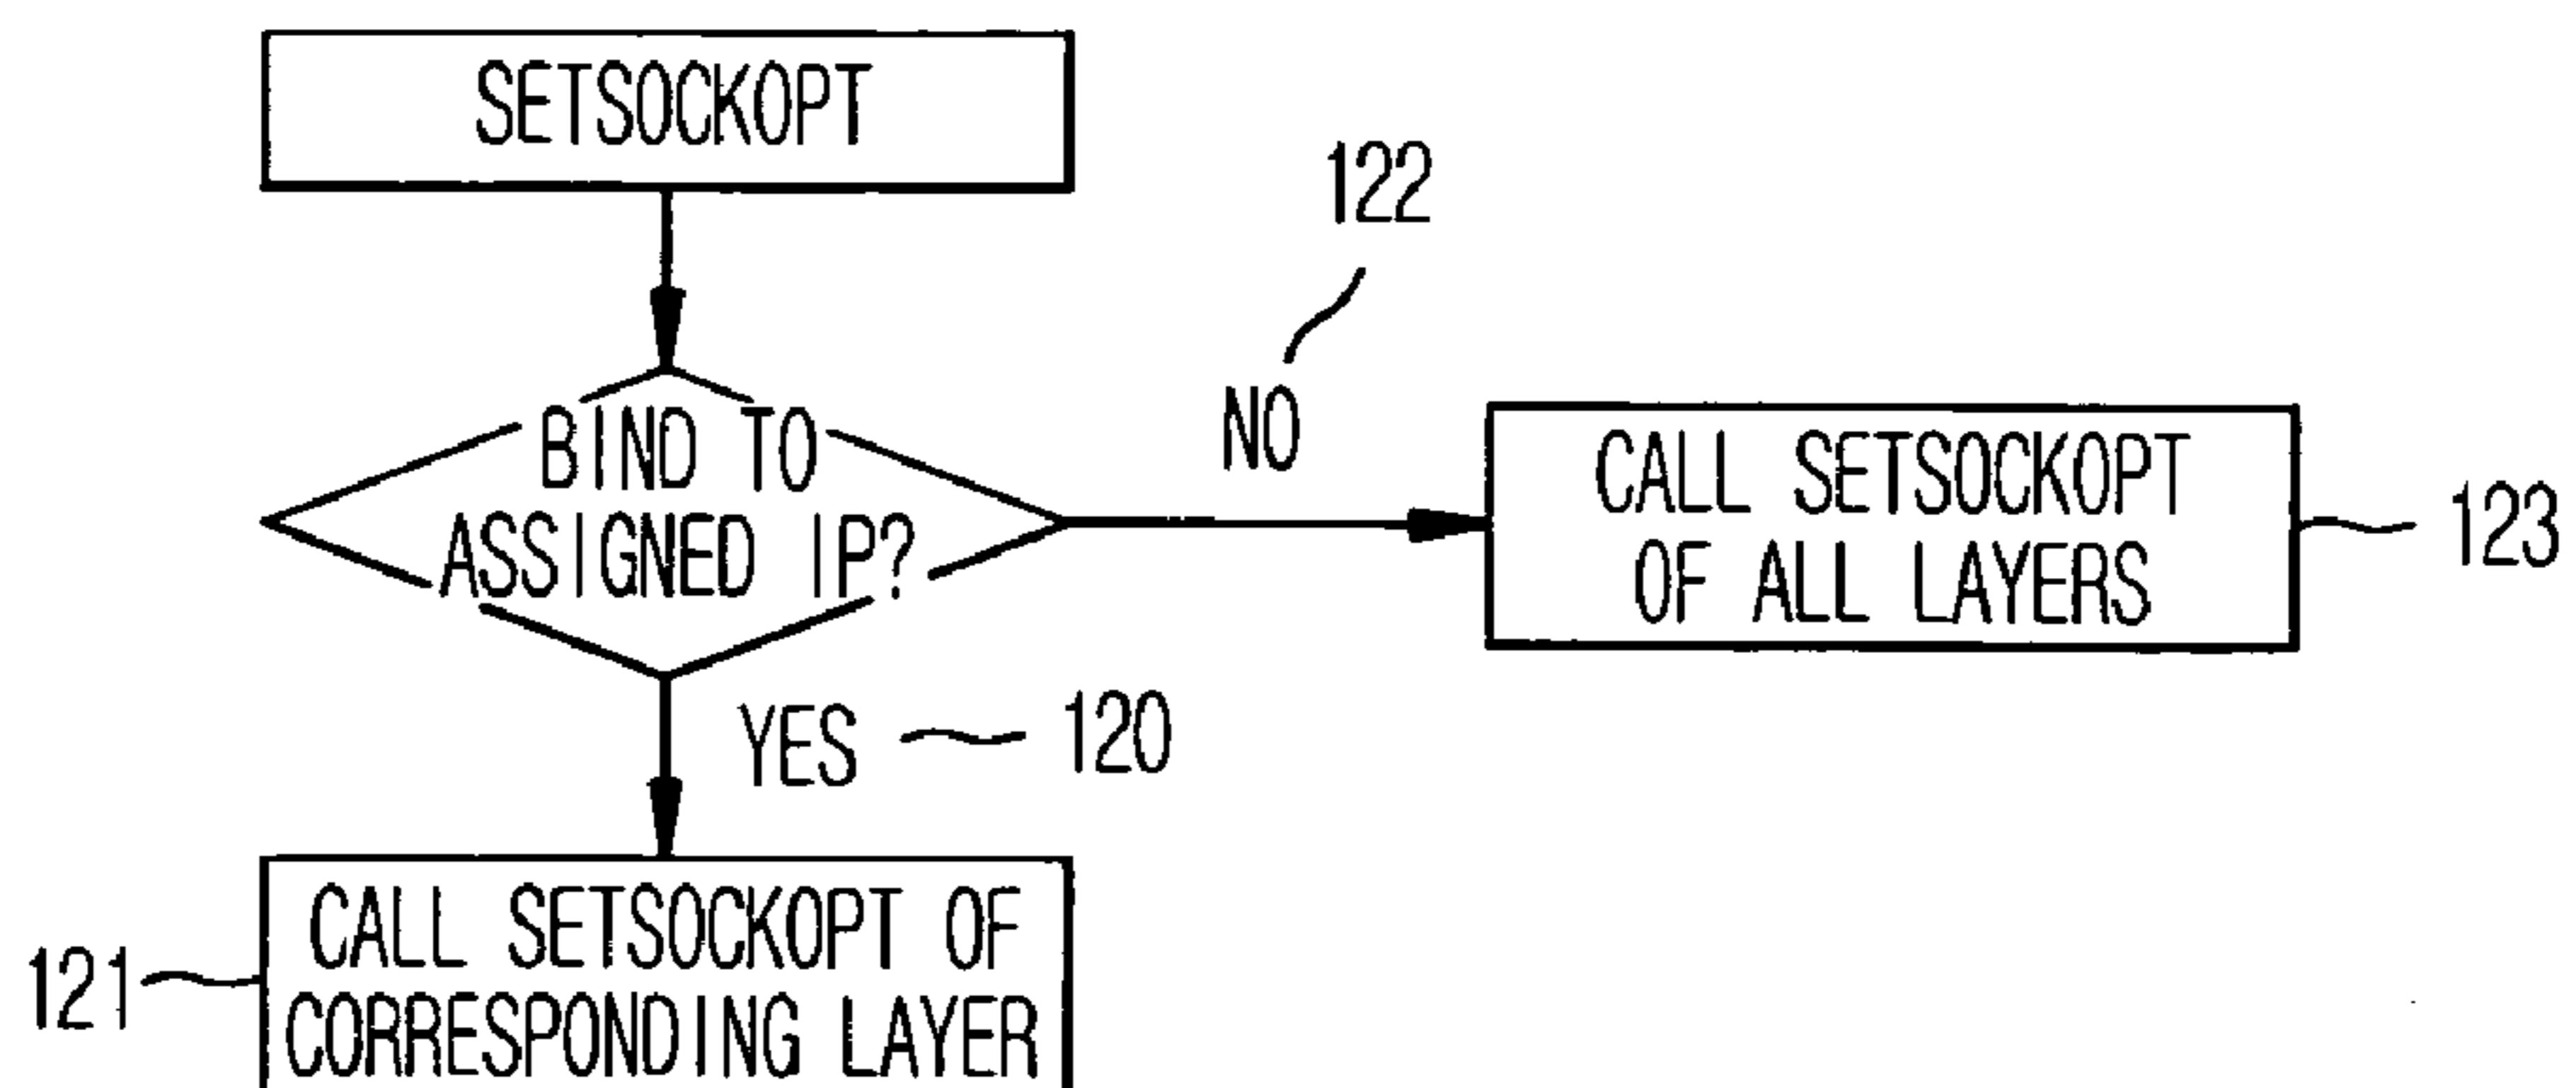 SETSOCKOPT
122
BIND TO
ASSIGNED IP?
NO
CALL SETSOCKOPT
OF ALL LAYERS
123
YES
120
121
CALL SETSOCKOPT OF
CORRESPONDING LAYER